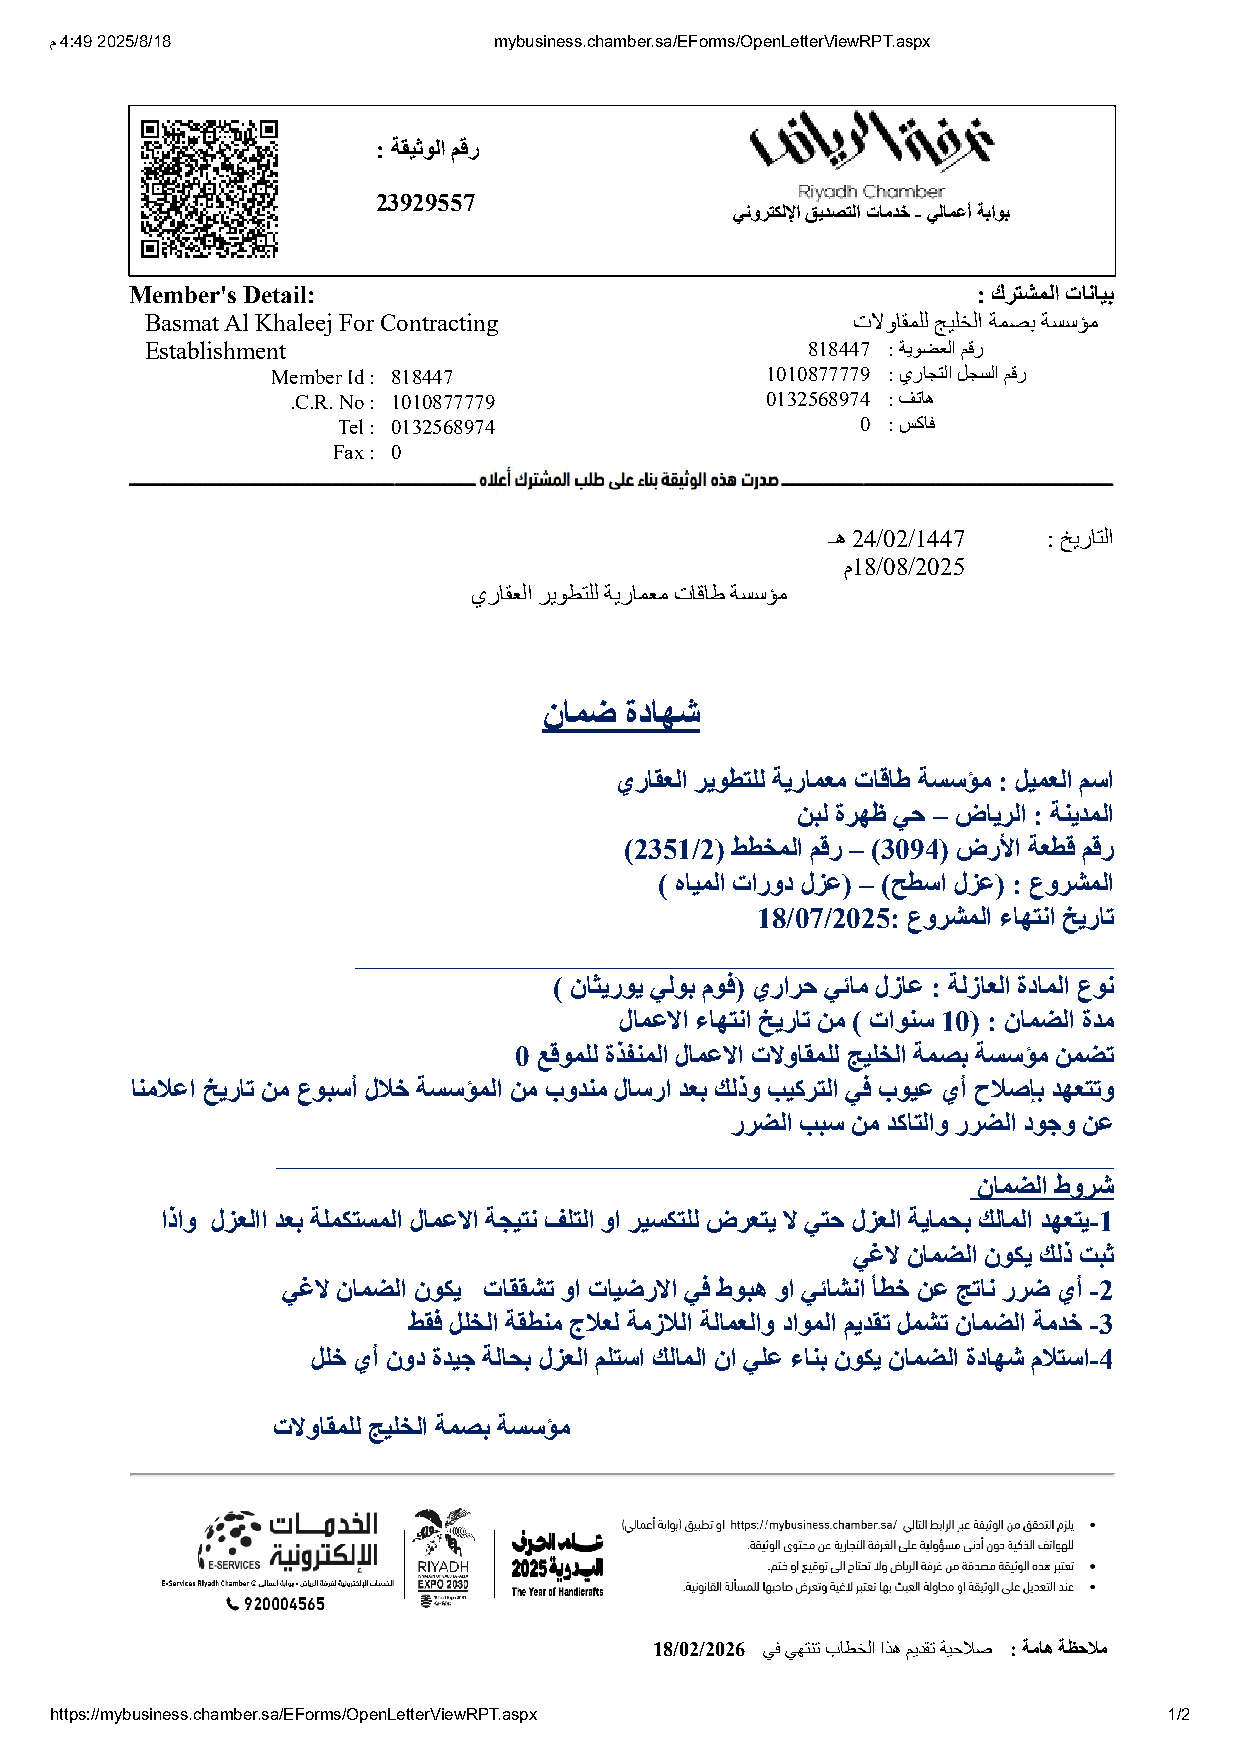 2025/8/18 4:49 م
mybusiness.chamber.sa/EForms/OpenLetterViewRPT.aspx
غرفة الرياض
Riyadh Chamber
بوابة أعمالي - خدمات التصديق الإلكتروني
رقم الوثيقة :
23929557
بيانات المشترك :
مؤسسة بصمة الخليج للمقاولات
رقم العضوية : 818447
رقم السجل التجاري : 1010877779
هاتف : 0132568974
فاكس : 0
Member's Detail:
Basmat Al Khaleej For Contracting
Establishment
Member Id : 818447
.C.R. No : 1010877779
Tel : 0132568974
Fax : 0
صدرت هذه الوثيقة بناء على طلب المشترك أعلاه
التاريخ : 24/02/1447 هـ
18/08/2025م
مؤسسة طاقات معمارية للتطوير العقاري
شهادة ضمان
اسم العميل : مؤسسة طاقات معمارية للتطوير العقاري
المدينة : الرياض – حي ظهرة لبن
رقم قطعة الأرض (3094) – رقم المخطط (2351/2)
المشروع : (عزل اسطح) – (عزل دورات المياه )
تاريخ انتهاء المشروع :18/07/2025
نوع المادة العازلة : عازل مائي حراري (فوم بولي يوريثان )
مدة الضمان : (10 سنوات ) من تاريخ انتهاء الاعمال
تضمن مؤسسة بصمة الخليج للمقاولات الاعمال المنفذة للموقع 0
وتتعهد بإصلاح أي عيوب في التركيب وذلك بعد ارسال مندوب من المؤسسة خلال أسبوع من تاريخ اعلامنا
عن وجود الضرر والتاكد من سبب الضرر
شروط الضمان
1-يتعهد المالك بحماية العزل حتي لا يتعرض للتكسير او التلف نتيجة الاعمال المستكملة بعد االعزل واذا
ثبت ذلك يكون الضمان لاغي
2- أي ضرر ناتج عن خطأ انشائي او هبوط في الارضيات او تشققات يكون الضمان لاغي
3- خدمة الضمان تشمل تقديم المواد والعمالة اللازمة لعلاج منطقة الخلل فقط
4-استلام شهادة الضمان يكون بناء علي ان المالك استلم العزل بحالة جيدة دون أي خلل
مؤسسة بصمة الخليج للمقاولات
• يلزم التحقق من الوثيقة عبر الرابط التالي https://mybusiness.chamber.sa/ او تطبيق (بوابة أعمالي)
للهواتف الذكية دون أدنى مسؤولية على الغرفة التجارية عن محتوى الوثيقة.
• تعتبر هذه الوثيقة مصدقة من غرفة الرياض ولا تحتاج الى توقيع او ختم.
• عند التعديل على الوثيقة او محاولة العبث بها تعتبر لاغية وتعرض صاحبها للمسألة القانونية.
عــام الحرف
اليدوية 2025
The Year of Handicrafts
RIYADH
EXPO 2030
الخدمــات
الإلكترونية
E-SERVICES
الخدمات الإلكترونية لغرفة الرياض - بوابة أعمالي © E-Services Riyadh Chamber
920004565
ملاحظة هامة : صلاحية تقديم هذا الخطاب تنتهي في 18/02/2026
https://mybusiness.chamber.sa/EForms/OpenLetterViewRPT.aspx
1/2